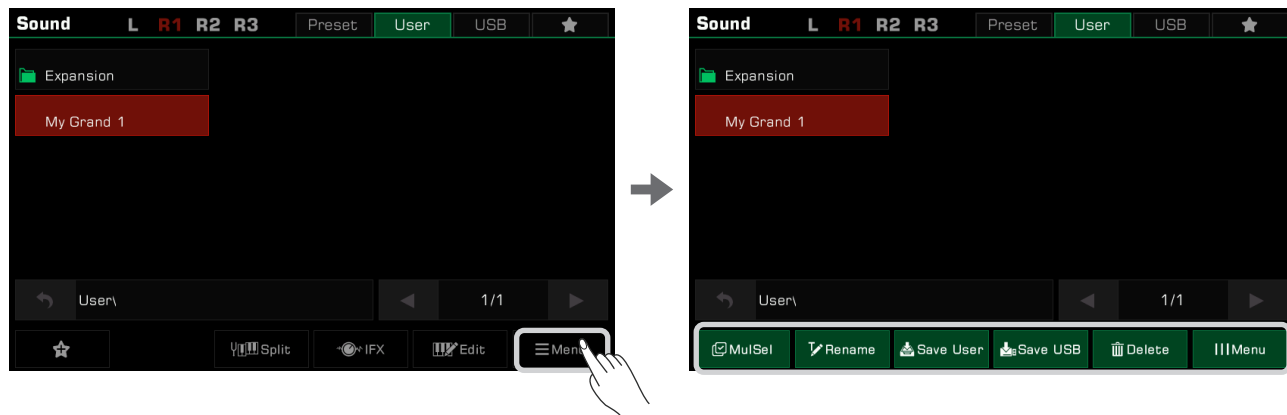 Sound L R1 R2 R3 Preset User USB
Expansion
My Grand 1
User\ 1/1
Split IFX Edit Menu
Sound L R1 R2 R3 Preset User USB
Expansion
My Grand 1
User\ 1/1
MulSel Rename Save User Save USB Delete Menu